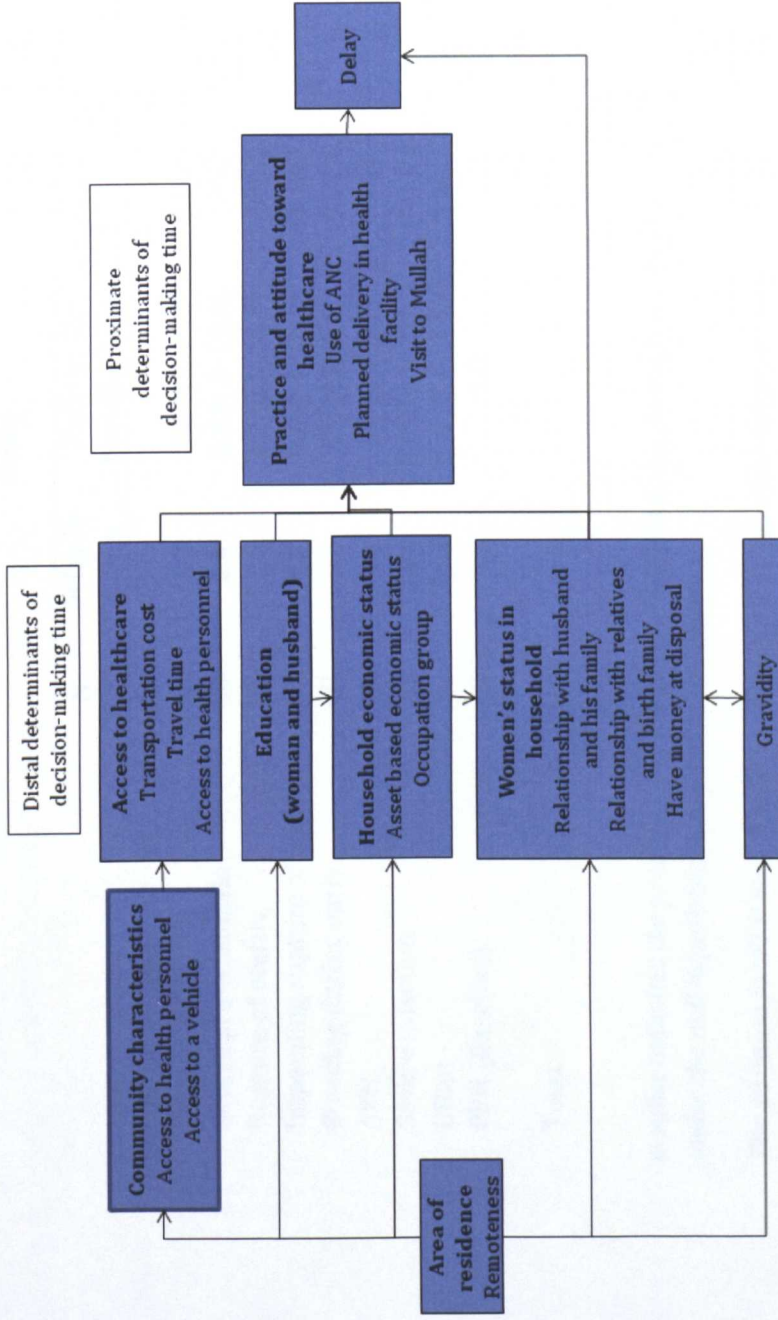 Distal determinants of
decision-making time
Proximate
determinants of
decision-making time
Community characteristics
Access to health personnel
Access to a vehicle
Access to healthcare
Transportation cost
Travel time
Access to health personnel
Education
(woman and husband)
Household economic status
Asset based economic status
Occupation group
Women's status in
household
Relationship with husband
and his family
Relationship with relatives
and birth family
Have money at disposal
Gravidity
Area of
residence
Remoteness
Practice and attitude toward
healthcare
Use of ANC
Planned delivery in health
facility
Visit to Mullah
Delay